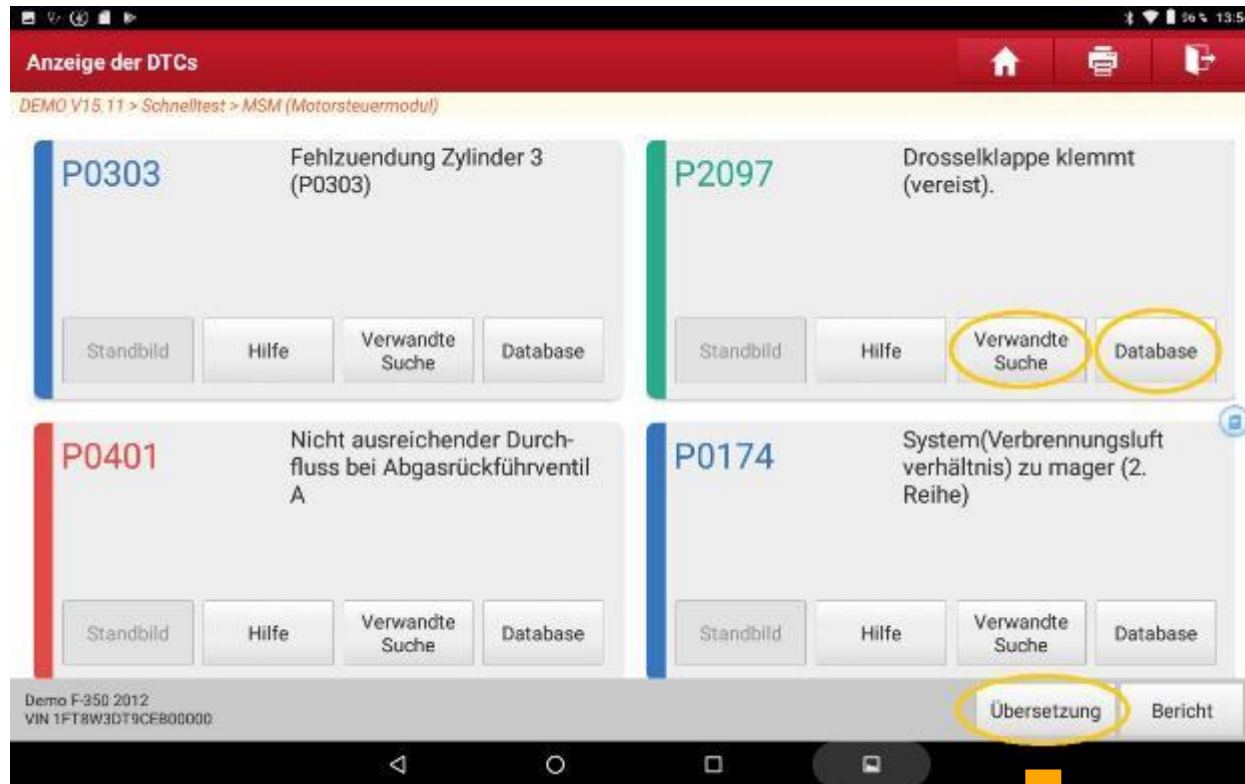 96% 13:5
Anzeige der DTCs
DEMO V15.11 > Schnelltest > MSM (Motorsteuermodul)
P0303
Fehlzuendung Zylinder 3
(P0303)
Standbild
Hilfe
Verwandte
Suche
Database
P2097
Drosselklappe klemmt
(vereist).
Standbild
Hilfe
Verwandte
Suche
Database
P0401
Nicht ausreichender Durch-
fluss bei Abgasrückführventil
A
Standbild
Hilfe
Verwandte
Suche
Database
P0174
System(Verbrennungsluft
verhältnis) zu mager (2.
Reihe)
Standbild
Hilfe
Verwandte
Suche
Database
Demo F-350 2012
VIN 1FT8W3DT9CEB00000
Übersetzung
Bericht